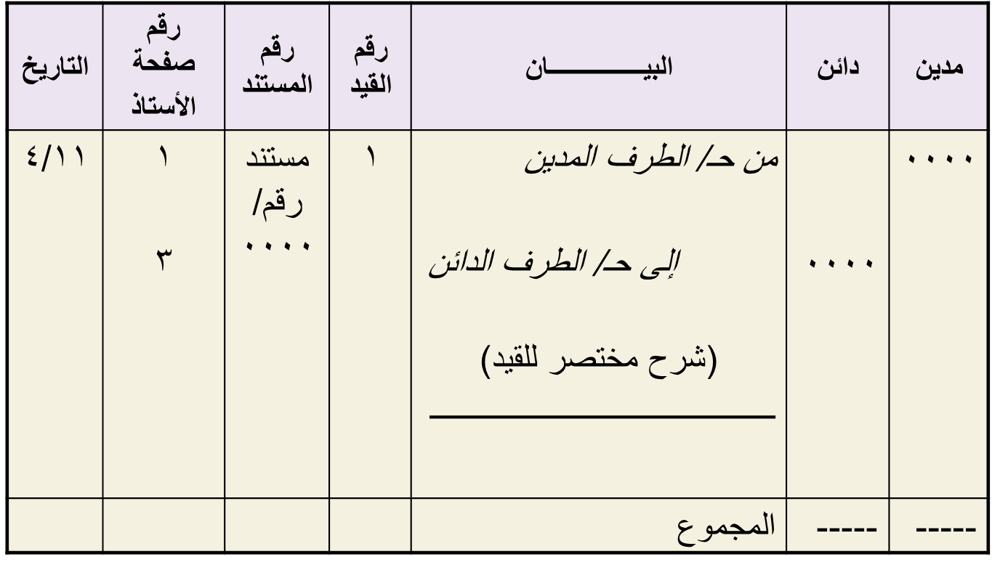 مدين
دائن
البيــــــــــــان
رقم
القيد
رقم
المستند
رقم
صفحة
الأستاذ
التاريخ
٠٠٠٠
من حـ/ الطرف المدين
١
مستند
رقم/
٠٠٠٠
١
٤/١١
٠٠٠٠
إلى حـ/ الطرف الدائن
٣
(شرح مختصر للقيد)
-----
-----
المجموع